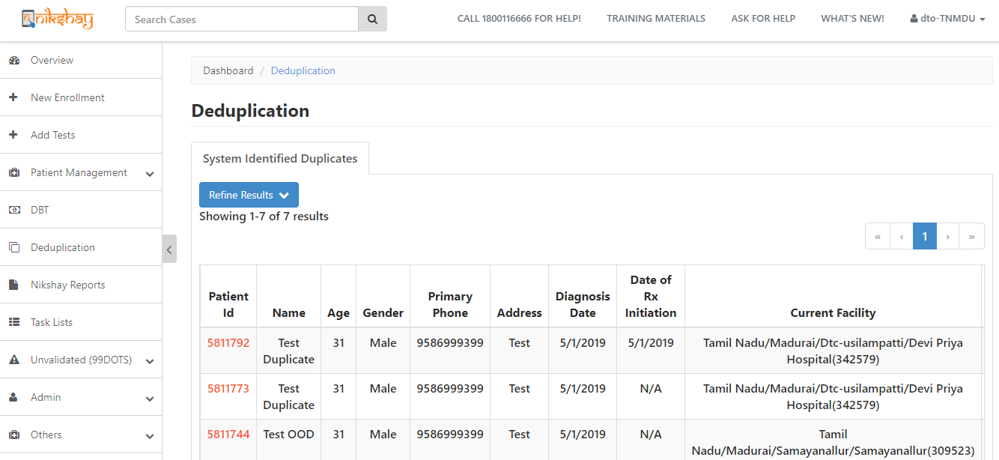 nikshay
Search Cases
CALL 1800116666 FOR HELP!
TRAINING MATERIALS
ASK FOR HELP
WHAT'S NEW!
dto-TNMDU
Overview
New Enrollment
Add Tests
Patient Management
DBT
Deduplication
Nikshay Reports
Task Lists
Unvalidated (99DOTS)
Admin
Others
Dashboard / Deduplication
Deduplication
System Identified Duplicates
Refine Results
Showing 1-7 of 7 results
« ‹ 1 › »
Patient
Id
Name
Age
Gender
Primary
Phone
Address
Diagnosis
Date
Date of
Rx
Initiation
Current Facility
5811792
Test
Duplicate
31
Male
9586999399
Test
5/1/2019
5/1/2019
Tamil Nadu/Madurai/Dtc-usilampatti/Devi Priya
Hospital(342579)
5811773
Test
Duplicate
31
Male
9586999399
Test
5/1/2019
N/A
Tamil Nadu/Madurai/Dtc-usilampatti/Devi Priya
Hospital(342579)
5811744
Test OOD
31
Male
9586999399
Test
5/1/2019
N/A
Tamil
Nadu/Madurai/Samayanallur/Samayanallur(309523)